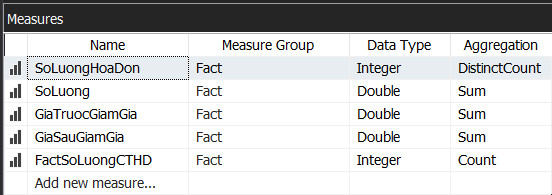 Measures
Name Measure Group Data Type Aggregation
SoLuongHoaDon Fact Integer DistinctCount
SoLuong Fact Double Sum
GiaTruocGiamGia Fact Double Sum
GiaSauGiamGia Fact Double Sum
FactSoLuongCTHD Fact Integer Count
Add new measure...